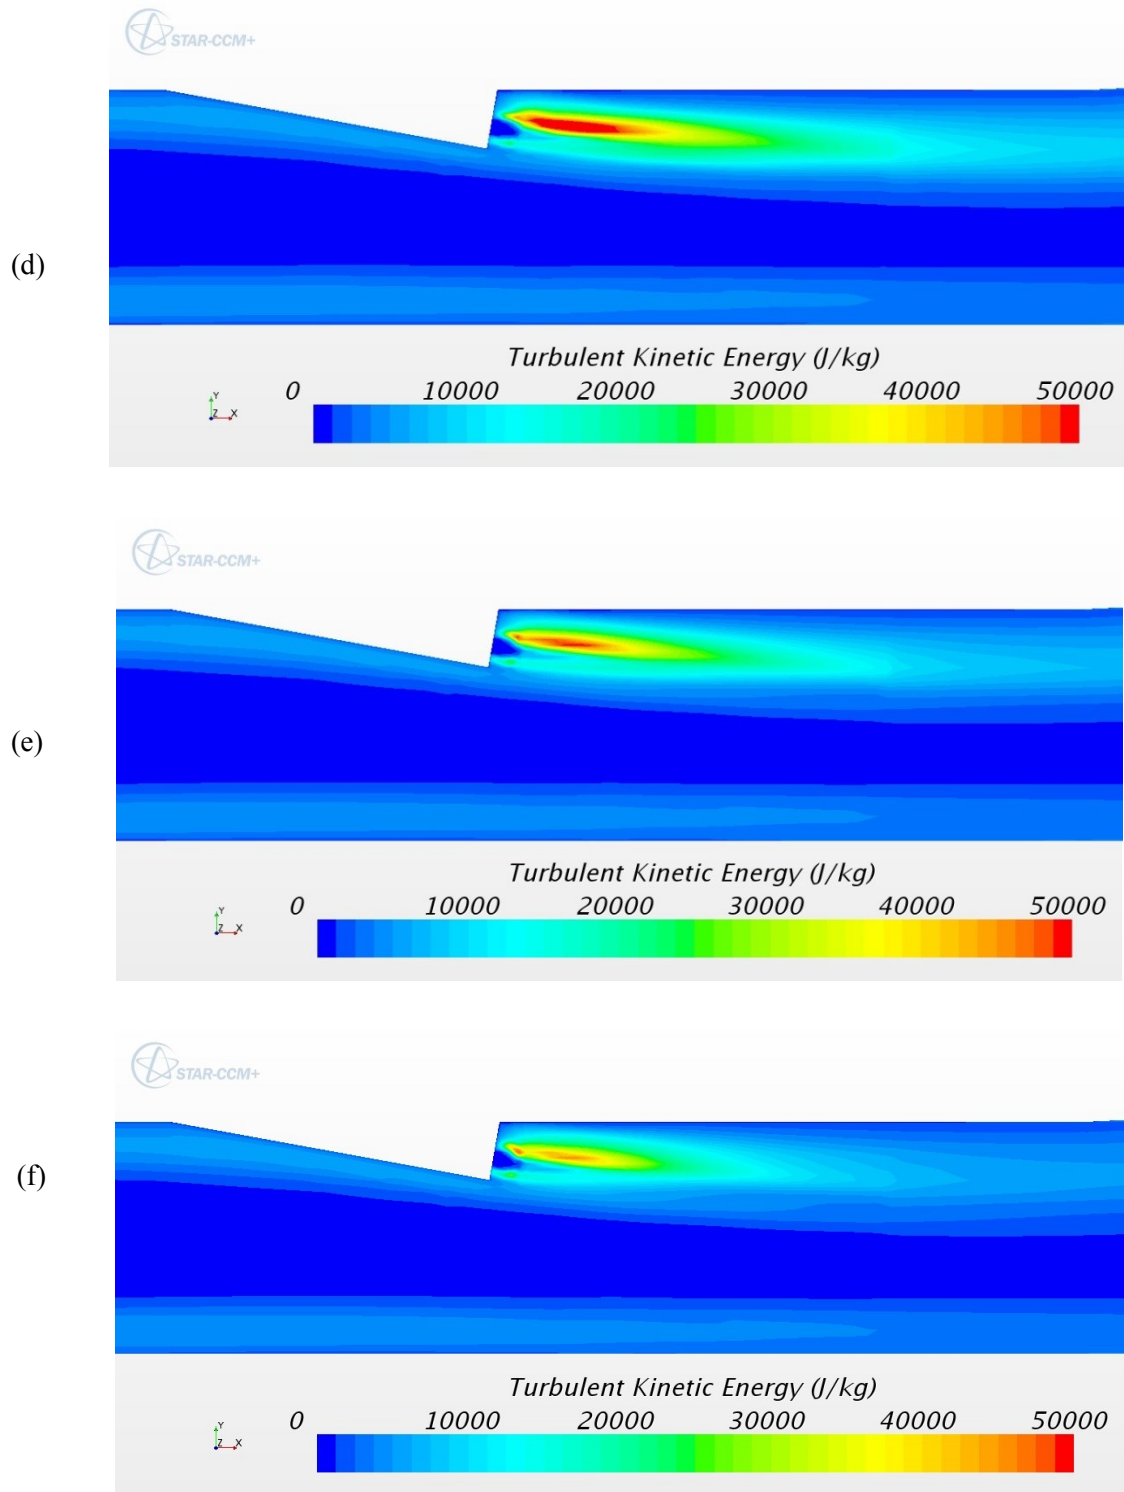 STAR-CCM+
(d)
Turbulent Kinetic Energy (J/kg)
0 10000 20000 30000 40000 50000
Y
Z X
STAR-CCM+
(e)
Turbulent Kinetic Energy (J/kg)
0 10000 20000 30000 40000 50000
Y
Z X
STAR-CCM+
(f)
Turbulent Kinetic Energy (J/kg)
0 10000 20000 30000 40000 50000
Y
Z X